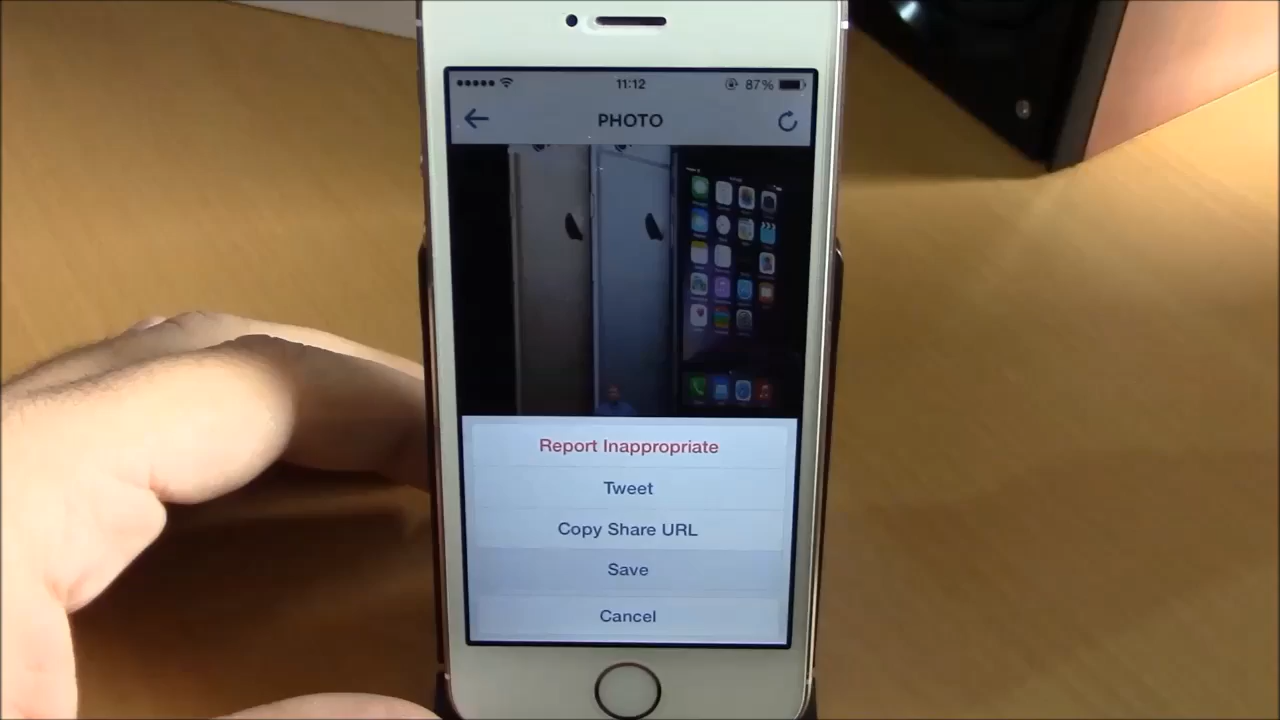 11:12 87%
PHOTO
Report Inappropriate
Tweet
Copy Share URL
Save
Cancel